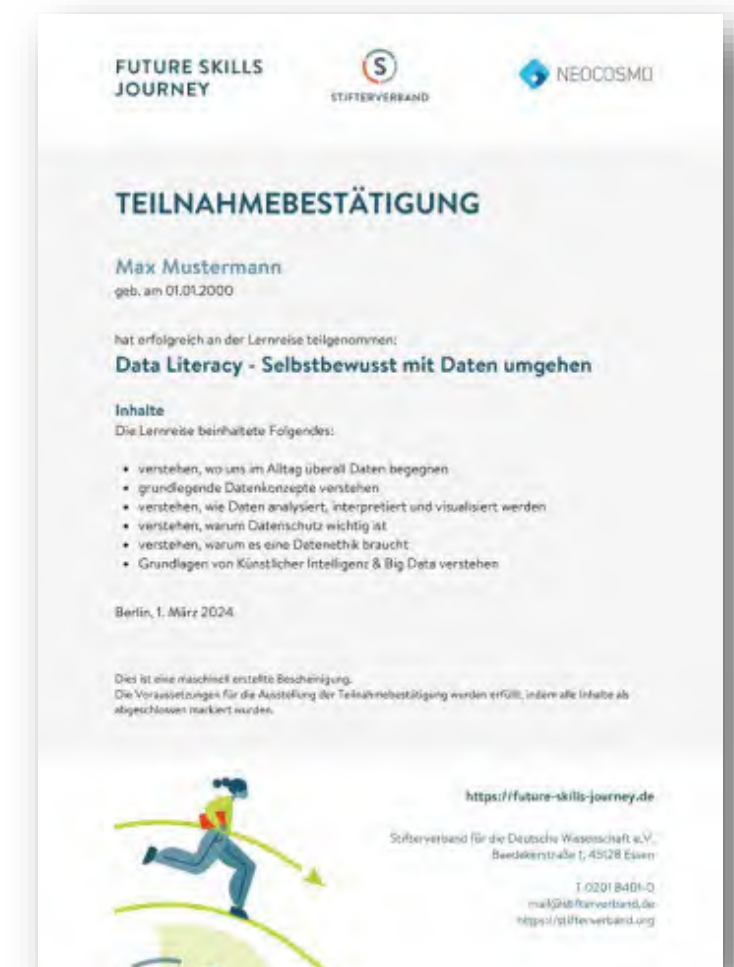 FUTURE SKILLS
JOURNEY
S
STIFTERVERBAND
NEOCOSMO
TEILNAHMEBESTÄTIGUNG
Max Mustermann
geb. am 01.01.2000
hat erfolgreich an der Lernreise teilgenommen:
Data Literacy - Selbstbewusst mit Daten umgehen
Inhalte
Die Lernreise beinhaltete Folgendes:
• verstehen, wo uns im Alltag überall Daten begegnen
• grundlegende Datenkonzepte verstehen
• verstehen, wie Daten analysiert, interpretiert und visualisiert werden
• verstehen, warum Datenschutz wichtig ist
• verstehen, warum es eine Datenethik braucht
• Grundlagen von Künstlicher Intelligenz & Big Data verstehen
Berlin, 1. März 2024
Dies ist eine maschinell erstellte Bescheinigung.
Die Voraussetzungen für die Ausstellung der Teilnahmebestätigung wurden erfüllt, indem alle Inhalte als
abgeschlossen markiert wurden.
https://future-skills-journey.de
Stifterverband für die Deutsche Wissenschaft e.V.
Baedekerstraße 1, 45128 Essen
T 0201 8401-0
mail@stifterverband.de
https://stifterverband.org